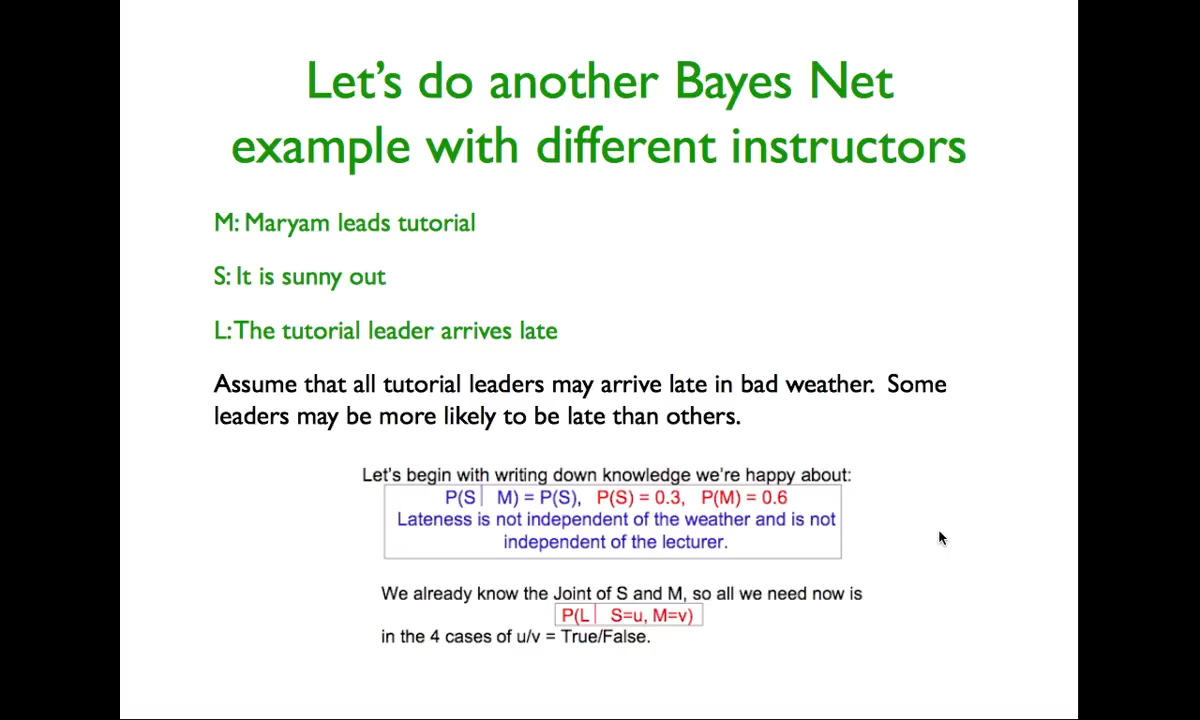 Let's do another Bayes Net
example with different instructors
M: Maryam leads tutorial
S: It is sunny out
L: The tutorial leader arrives late
Assume that all tutorial leaders may arrive late in bad weather. Some
leaders may be more likely to be late than others.
Let's begin with writing down knowledge we're happy about:
P(S | M) = P(S), P(S) = 0.3, P(M) = 0.6
Lateness is not independent of the weather and is not
independent of the lecturer.
We already know the Joint of S and M, so all we need now is
P(L | S=u, M=v)
in the 4 cases of u/v = True/False.